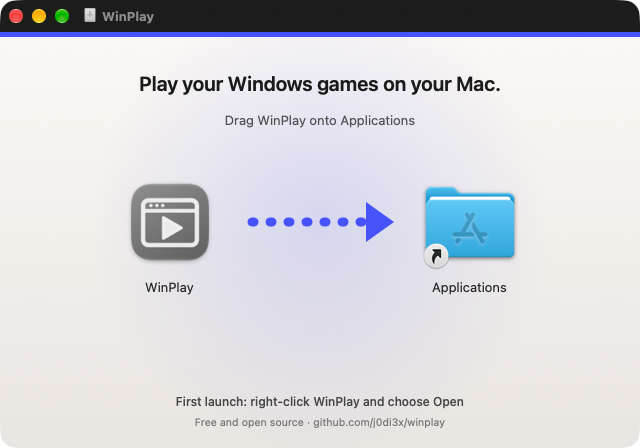 WinPlay
Play your Windows games on your Mac.
Drag WinPlay onto Applications
WinPlay
Applications
First launch: right-click WinPlay and choose Open
Free and open source · github.com/j0di3x/winplay